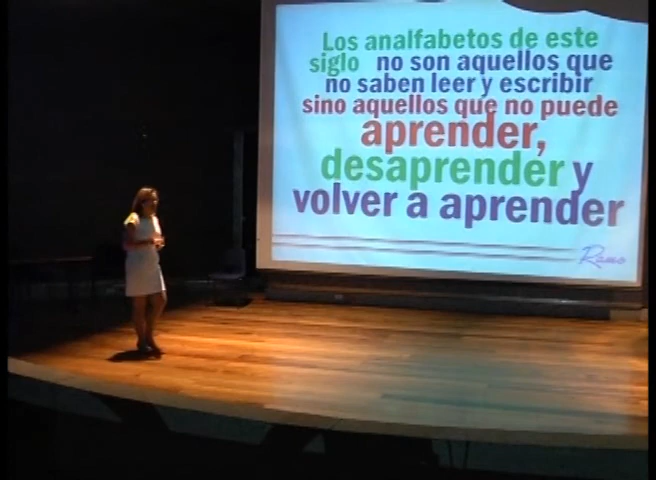 Los analfabetos de este
siglo no son aquellos que
no saben leer y escribir
sino aquellos que no puede
aprender,
desaprender y
volver a aprender